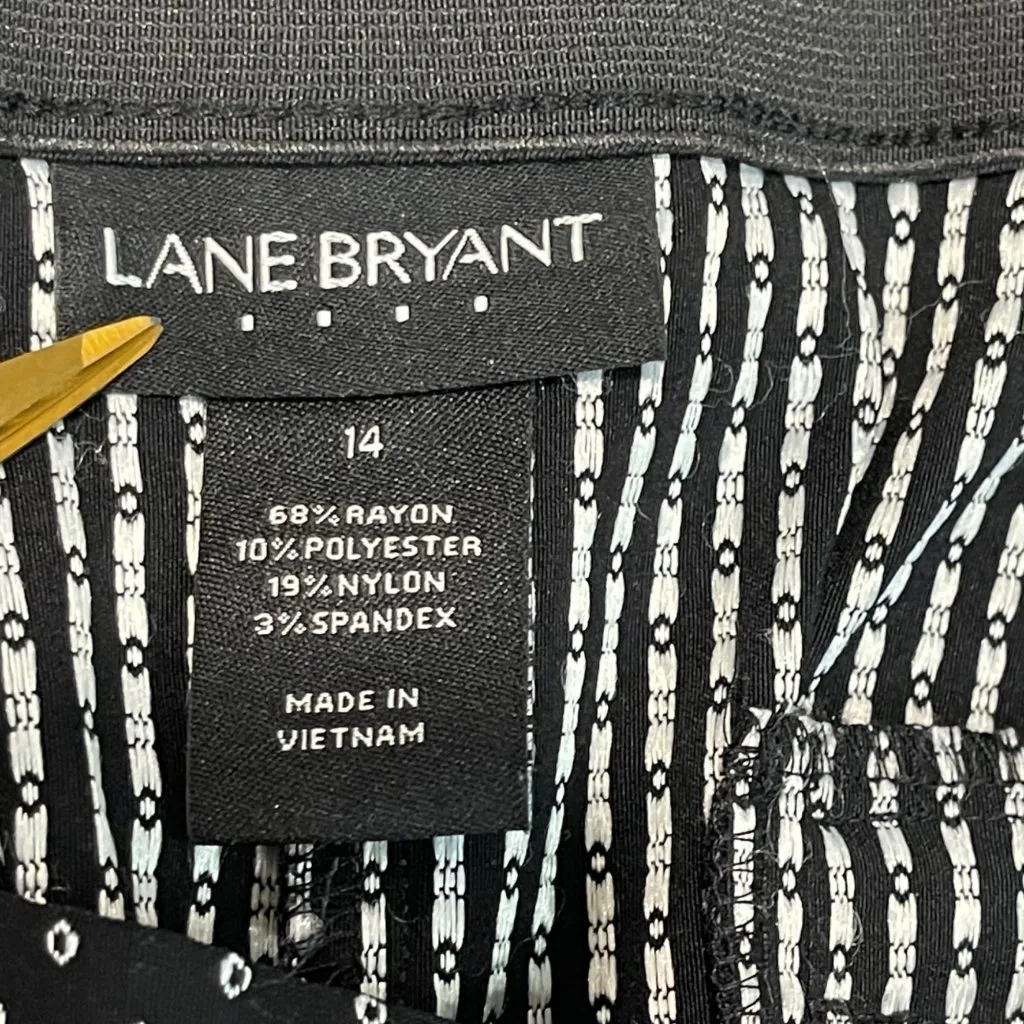 LANE BRYANT
14
68% RAYON
10% POLYESTER
19% NYLON
3% SPANDEX
MADE IN
VIETNAM